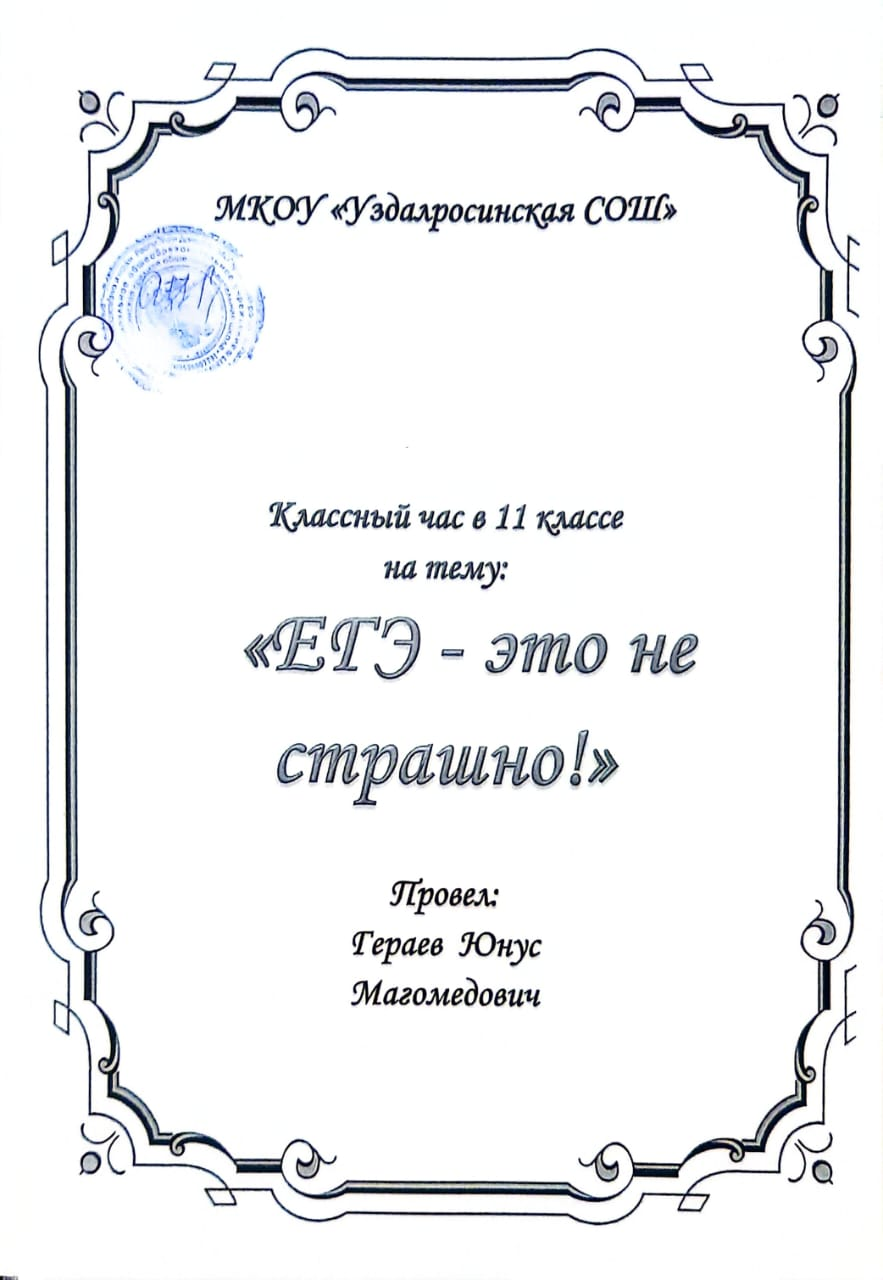 МКОУ «Уздалросинская СОШ»
Классный час в 11 классе
на тему:
«ЕГЭ - это не
страшно!»
Провел:
Гераев Юнус
Магомедович